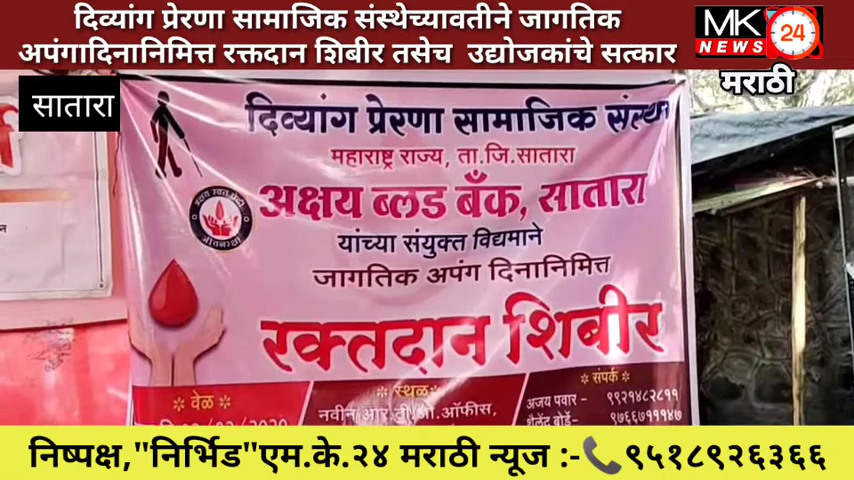 दिव्यांग प्रेरणा सामाजिक संस्थेच्यावतीने जागतिक
अपंगादिनानिमित्त रक्तदान शिबीर तसेच उद्योजकांचे सत्कार
MK
NEWS
24
मराठी
सातारा
दिव्यांग प्रेरणा सामाजिक संस्था
महाराष्ट्र राज्य, ता.जि.सातारा
अक्षय ब्लड बँक, सातारा
यांच्या संयुक्त विद्यमाने
जागतिक अपंग दिनानिमित्त
रक्तदान शिबीर
वेळ
स्थळ
नवीन आर.टी.ओ.ऑफीस,
संपर्क
अजय पवार - ९९२१४८२८११
शैलेंद्र बोर्डे- ९७६६७१११४७
निष्पक्ष,"निर्भिड"एम.के.२४ मराठी न्यूज :- ९५१८९२६३६६